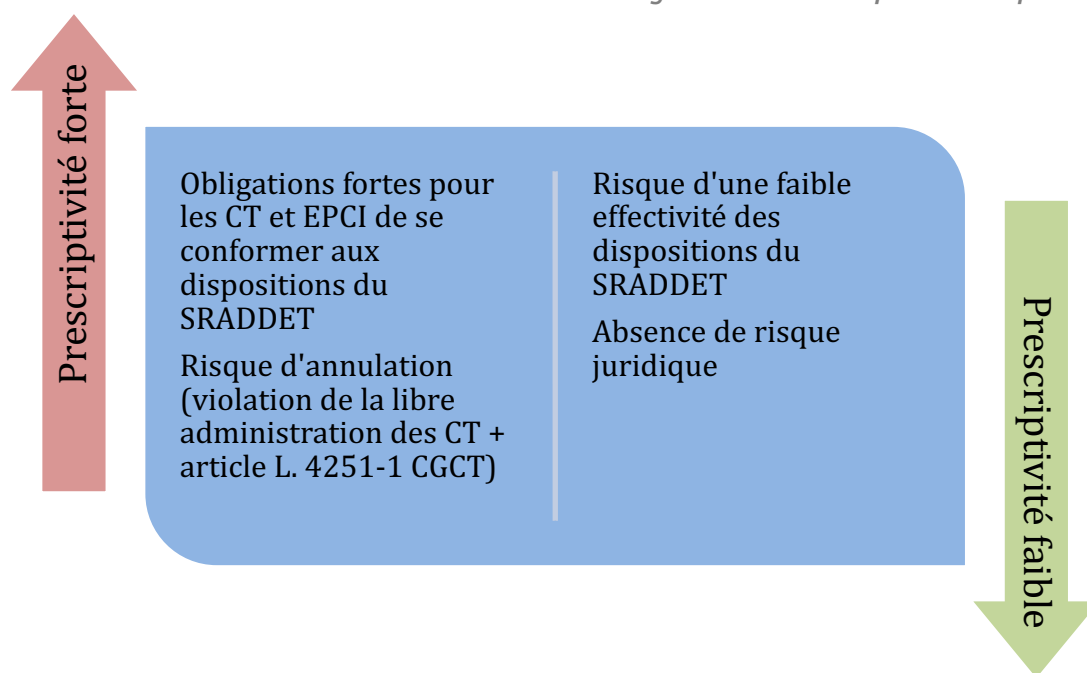 Prescriptivité forte
Obligations fortes pour
les CT et EPCI de se
conformer aux
dispositions du
SRADDET
Risque d'annulation
(violation de la libre
administration des CT +
article L. 4251-1 CGCT)
Risque d'une faible
effectivité des
dispositions du
SRADDET
Absence de risque
juridique
Prescriptivité faible